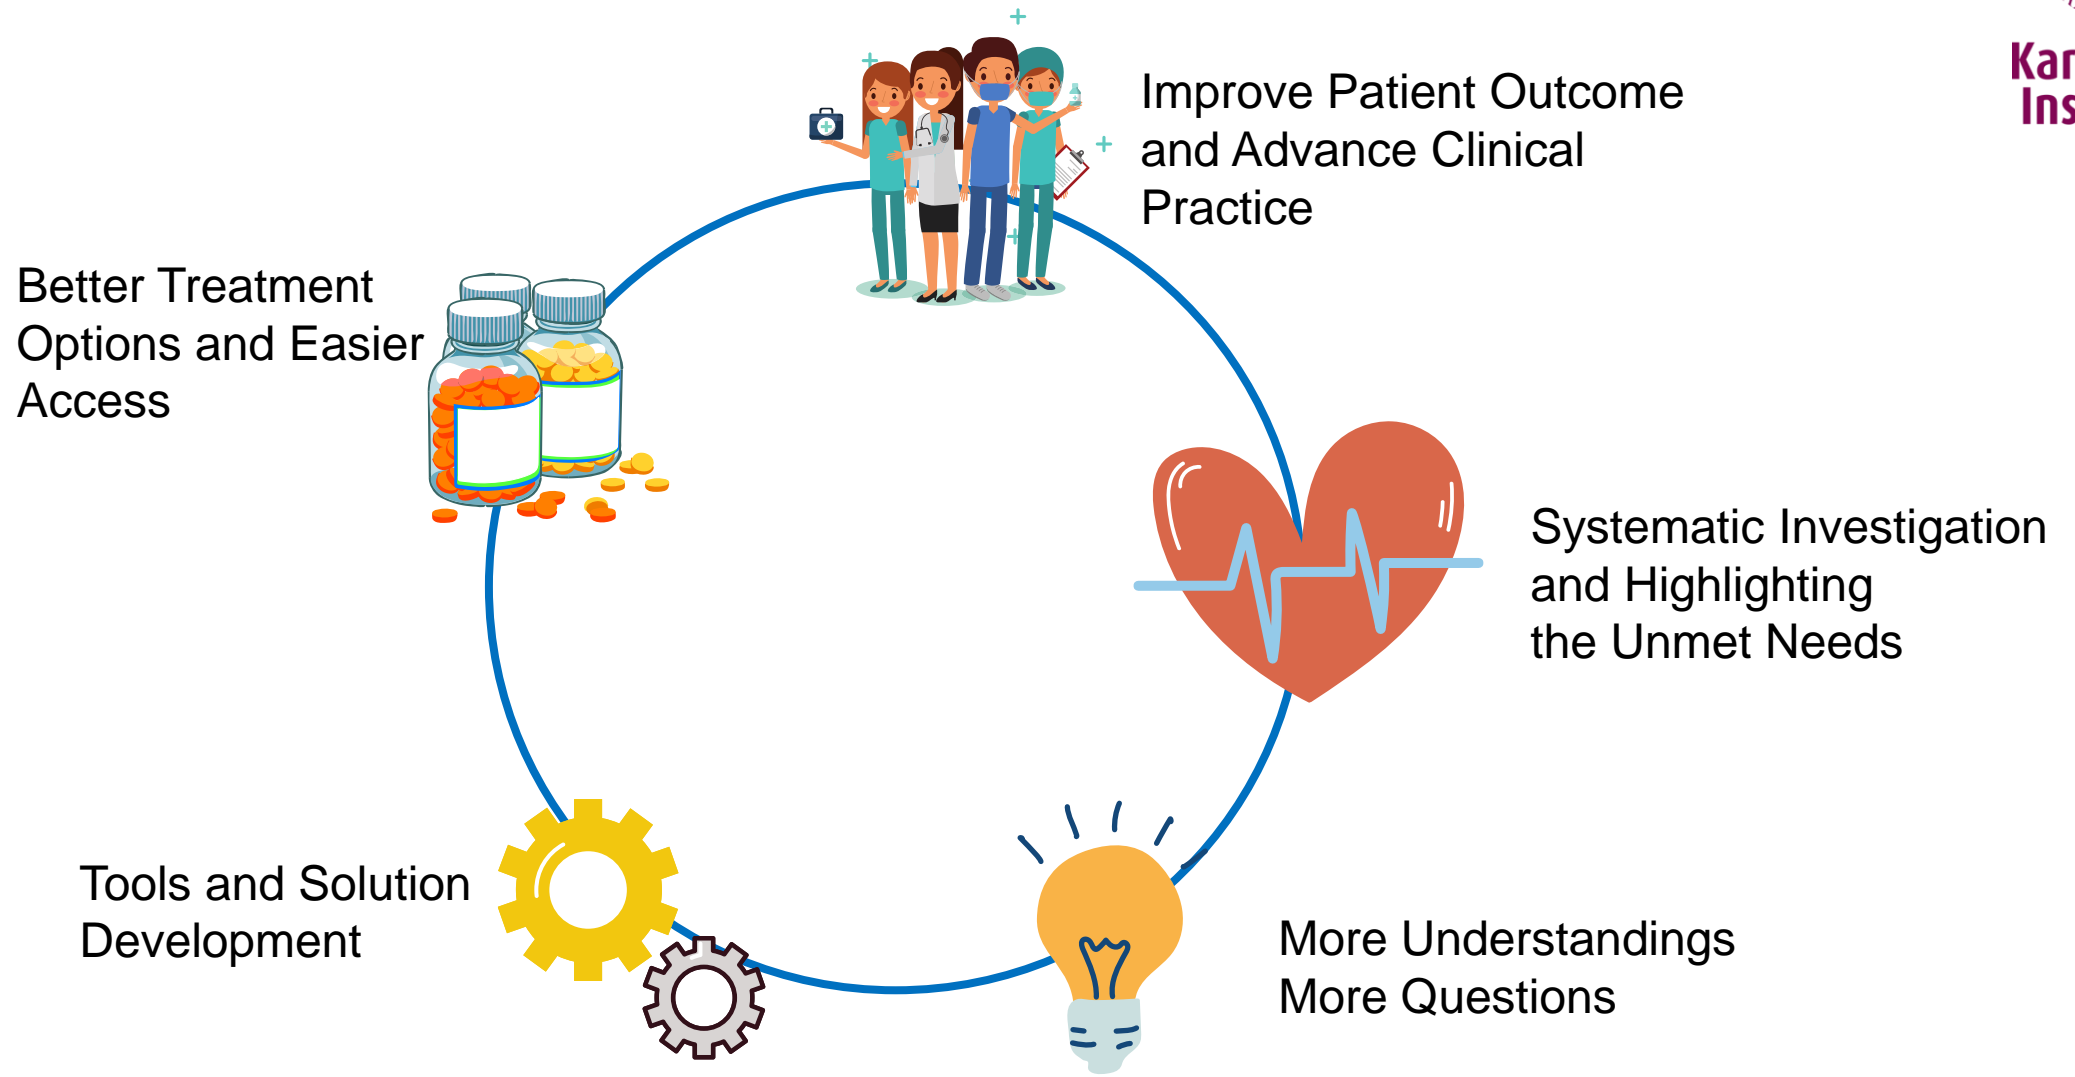 Improve Patient Outcome
and Advance Clinical
Practice
Better Treatment
Options and Easier
Access
Systematic Investigation
and Highlighting
the Unmet Needs
Tools and Solution
Development
More Understandings
More Questions